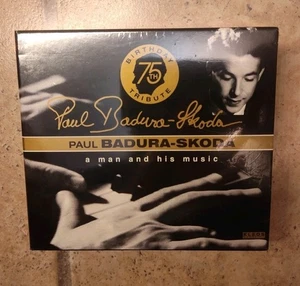 BIRTHDAY
75TH
TRIBUTE
Paul Badura-Skoda
PAUL BADURA-SKODA
a man and his music